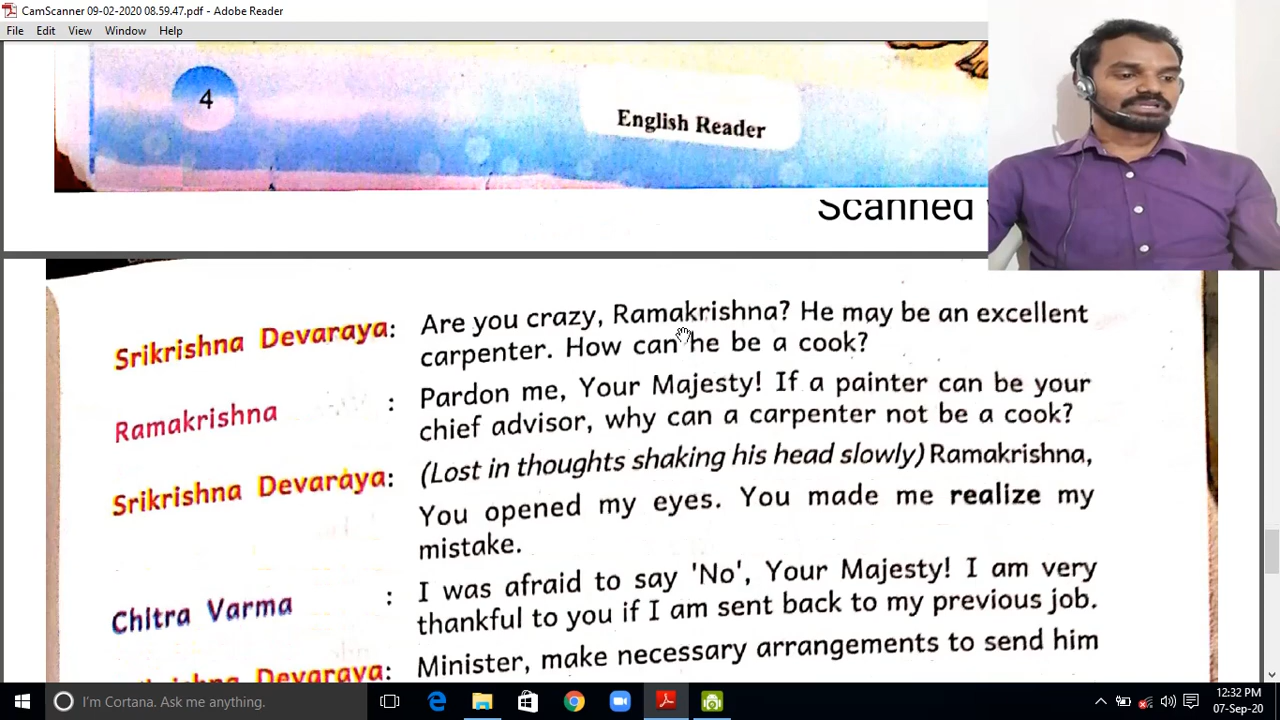 CamScanner 09-02-2020 08.59.47.pdf - Adobe Reader
File Edit View Window Help
4
English Reader
Scanned
Srikrishna Devaraya: Are you crazy, Ramakrishna? He may be an excellent
carpenter. How can he be a cook?
Ramakrishna : Pardon me, Your Majesty! If a painter can be your
chief advisor, why can a carpenter not be a cook?
Srikrishna Devaraya: (Lost in thoughts shaking his head slowly) Ramakrishna,
You opened my eyes. You made me realize my
mistake.
Chitra Varma : I was afraid to say 'No', Your Majesty! I am very
thankful to you if I am sent back to my previous job.
Devaraya: Minister, make necessary arrangements to send him
I'm Cortana. Ask me anything.
12:32 PM
07-Sep-20